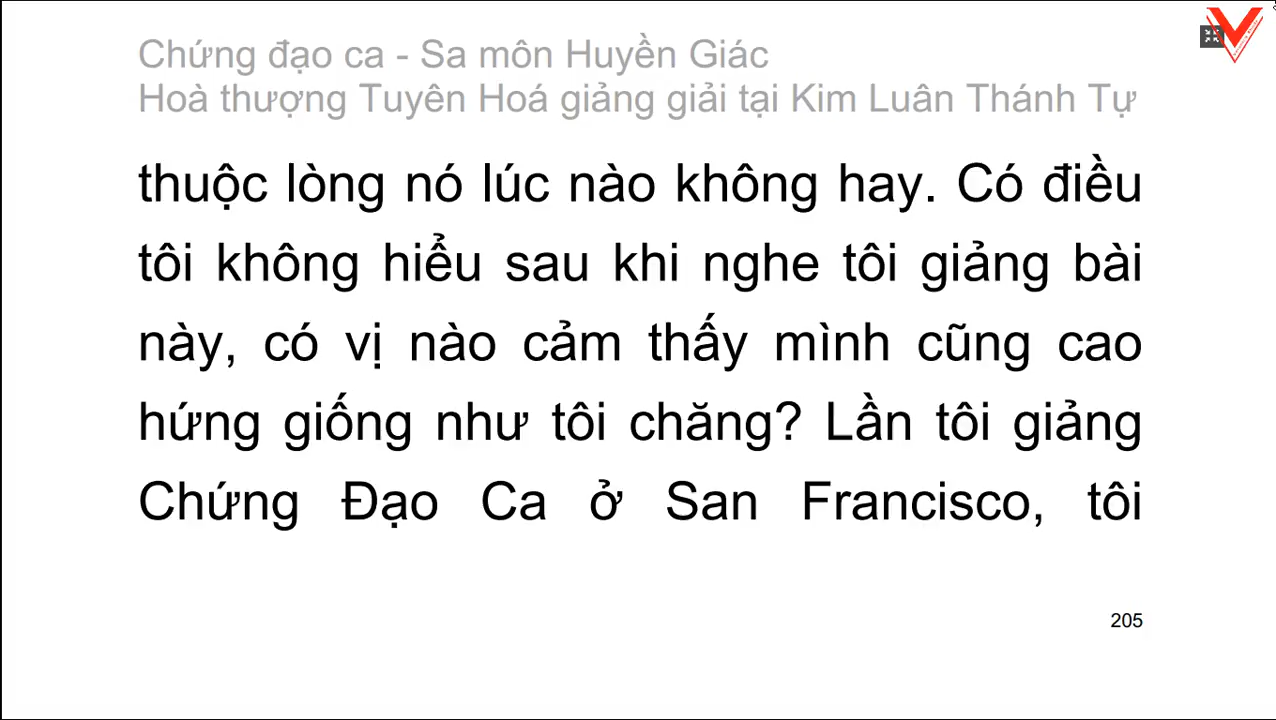 Chứng đạo ca - Sa môn Huyền Giác
Hoà thượng Tuyên Hoá giảng giải tại Kim Luân Thánh Tự
thuộc lòng nó lúc nào không hay. Có điều
tôi không hiểu sau khi nghe tôi giảng bài
này, có vị nào cảm thấy mình cũng cao
hứng giống như tôi chăng? Lần tôi giảng
Chứng Đạo Ca ở San Francisco, tôi
205